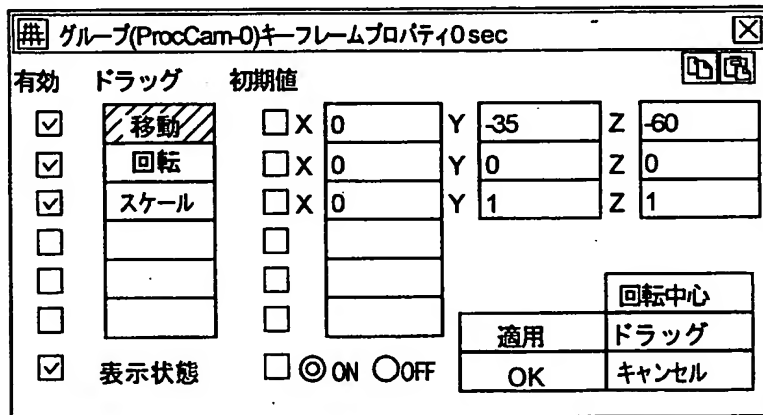 グループ(ProcCam-0)キーフレームプロパティ0 sec
有効 ドラッグ 初期値
移動 X 0 Y -35 Z -60
回転 X 0 Y 0 Z 0
スケール X 0 Y 1 Z 1
回転中心
適用 ドラッグ
表示状態 ON OFF OK キャンセル